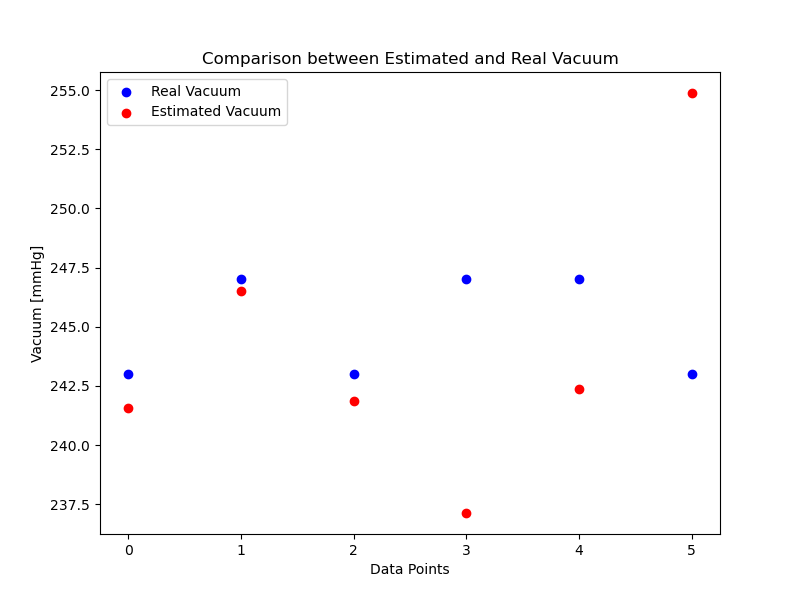 Comparison between Estimated and Real Vacuum
Real Vacuum
Estimated Vacuum
Vacuum [mmHg]
255.0
252.5
250.0
247.5
245.0
242.5
240.0
237.5
0 1 2 3 4 5
Data Points